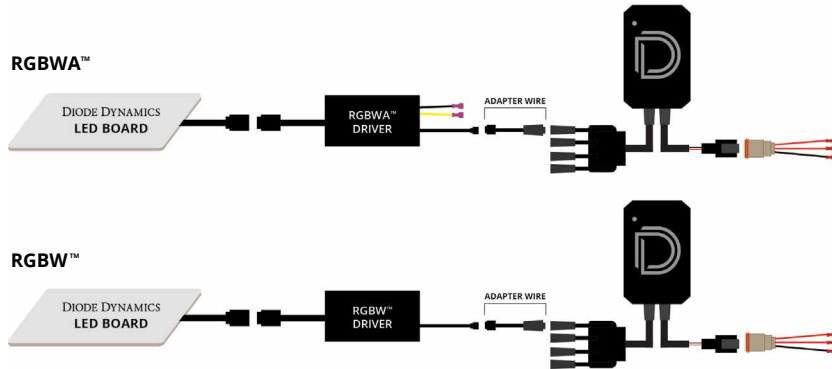 RGBWA™
DIODE DYNAMICS
LED BOARD
RGBWA™
DRIVER
ADAPTER WIRE
RGBW™
DIODE DYNAMICS
LED BOARD
RGBW™
DRIVER
ADAPTER WIRE